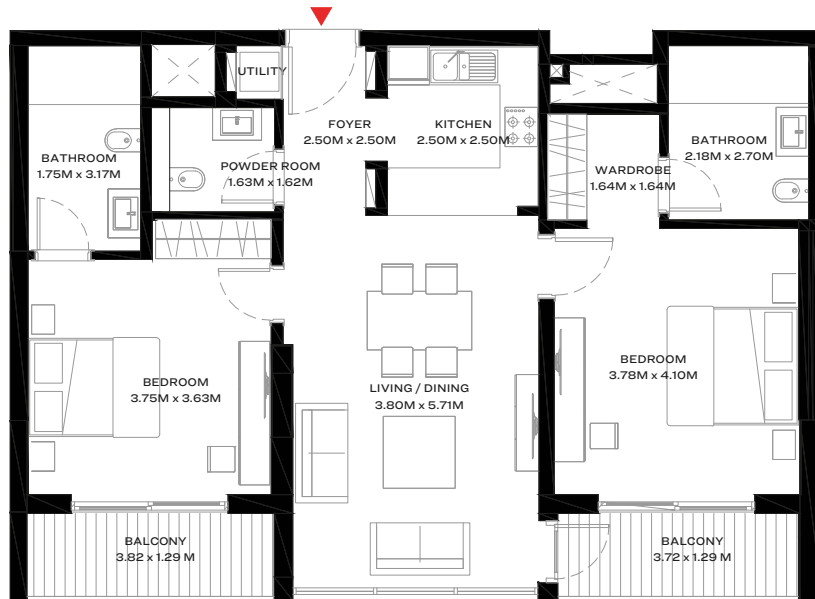 UTILITY
FOYER
2.50M x 2.50M
KITCHEN
2.50M x 2.50M
BATHROOM
1.75M x 3.17M
POWDER ROOM
1.63M x 1.62M
WARDROBE
1.64M x 1.64M
BATHROOM
2.18M x 2.70M
BEDROOM
3.75M x 3.63M
LIVING / DINING
3.80M x 5.71M
BEDROOM
3.78M x 4.10M
BALCONY
3.82 x 1.29 M
BALCONY
3.72 x 1.29 M